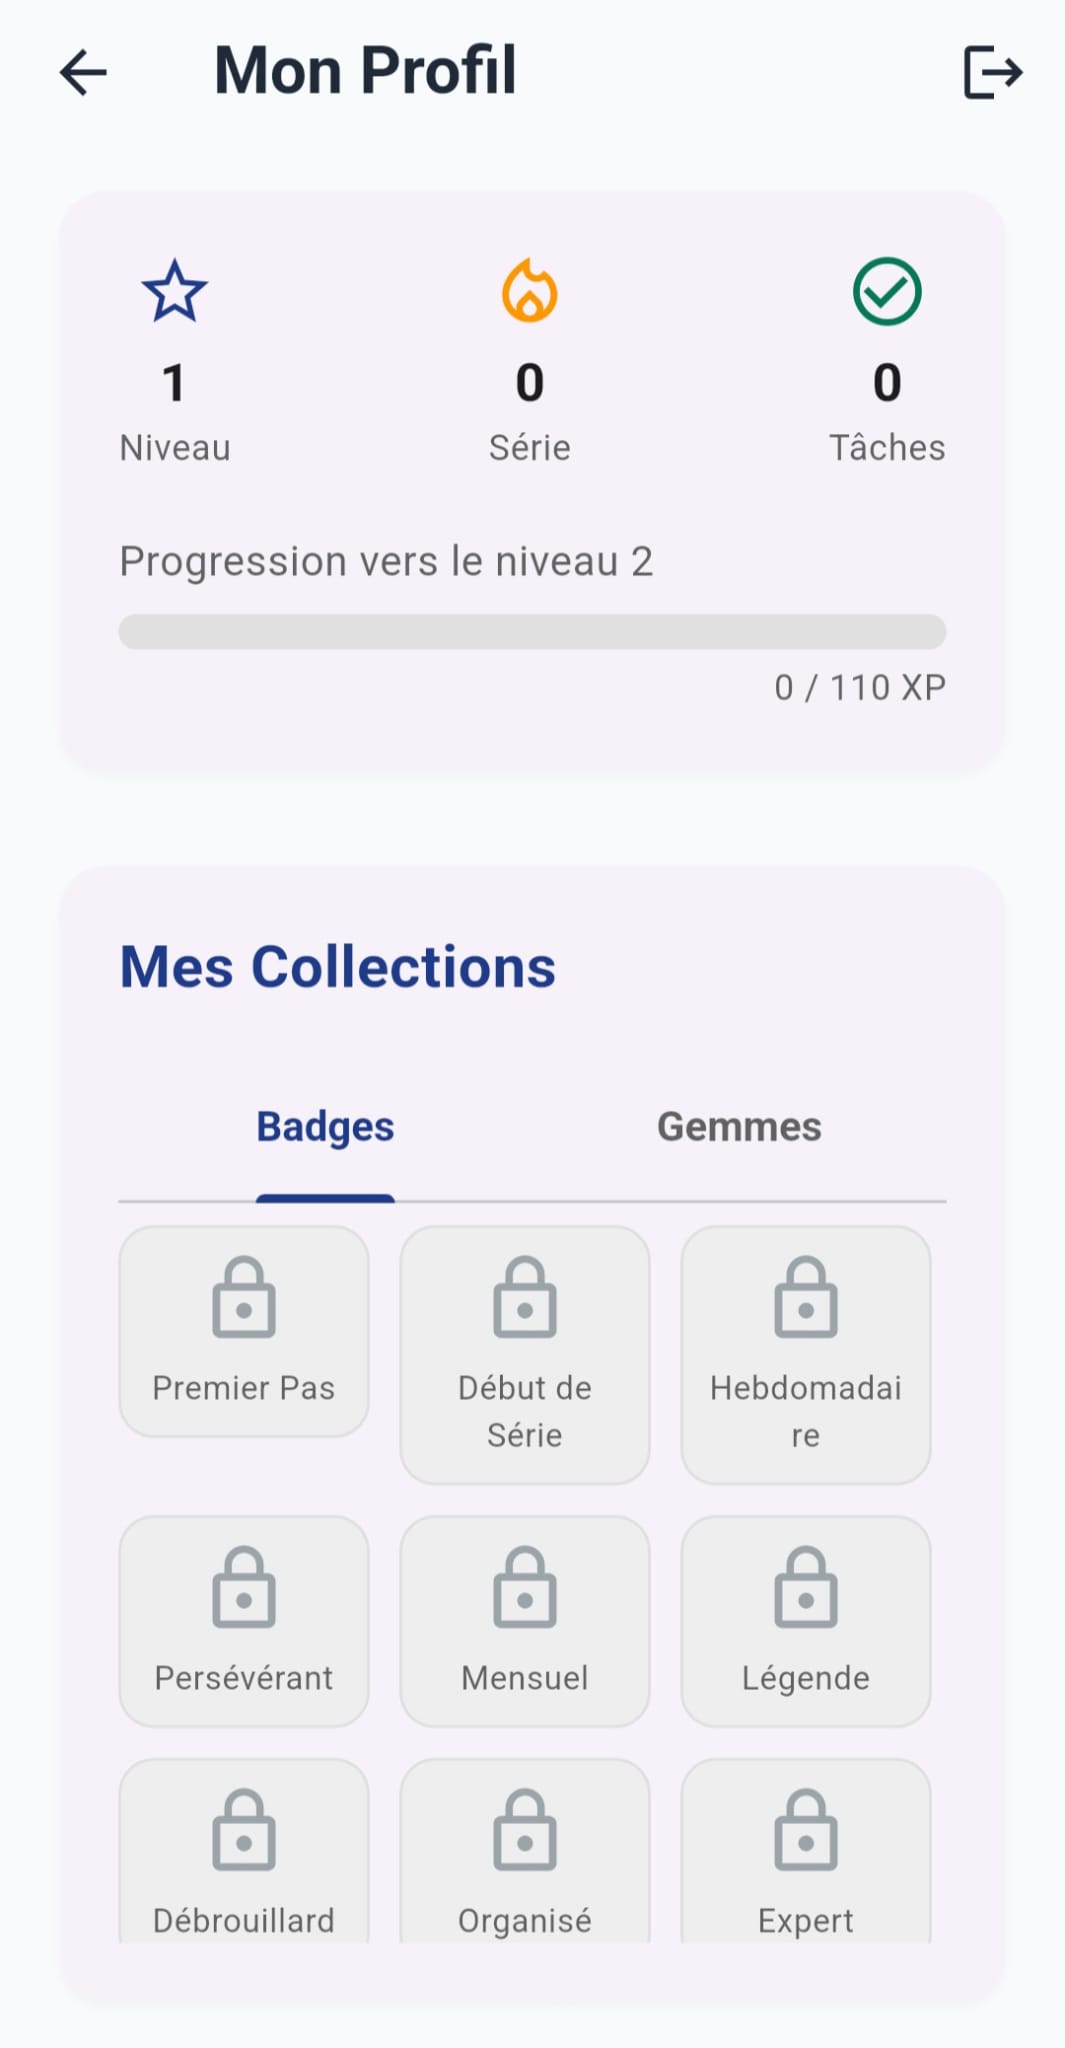 Mon Profil
1
0
0
Niveau
Série
Tâches
Progression vers le niveau 2
0 / 110 XP
Mes Collections
Badges
Gemmes
Premier Pas
Début de
Série
Hebdomadai
re
Persévérant
Mensuel
Légende
Débrouillard
Organisé
Expert